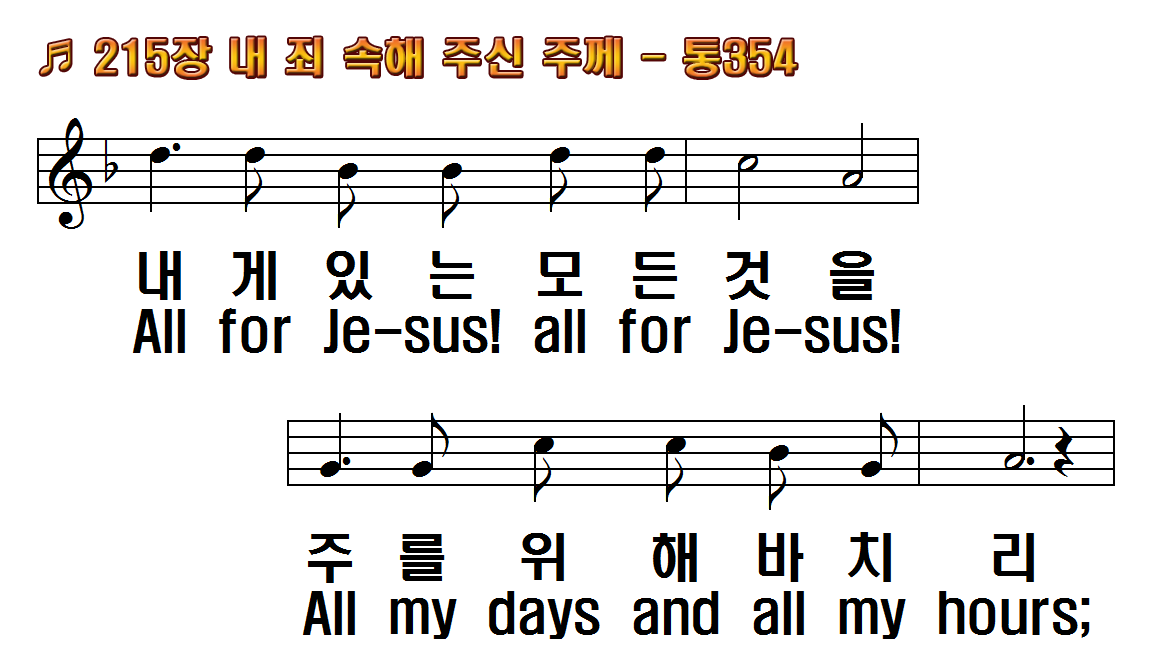 ♬ 215장 내 죄 속해 주신 주께 - 통354
내 게 있 는 모 든 것 을
All for Je-sus! all for Je-sus!
주 를 위 해 바 치 리
All my days and all my hours;